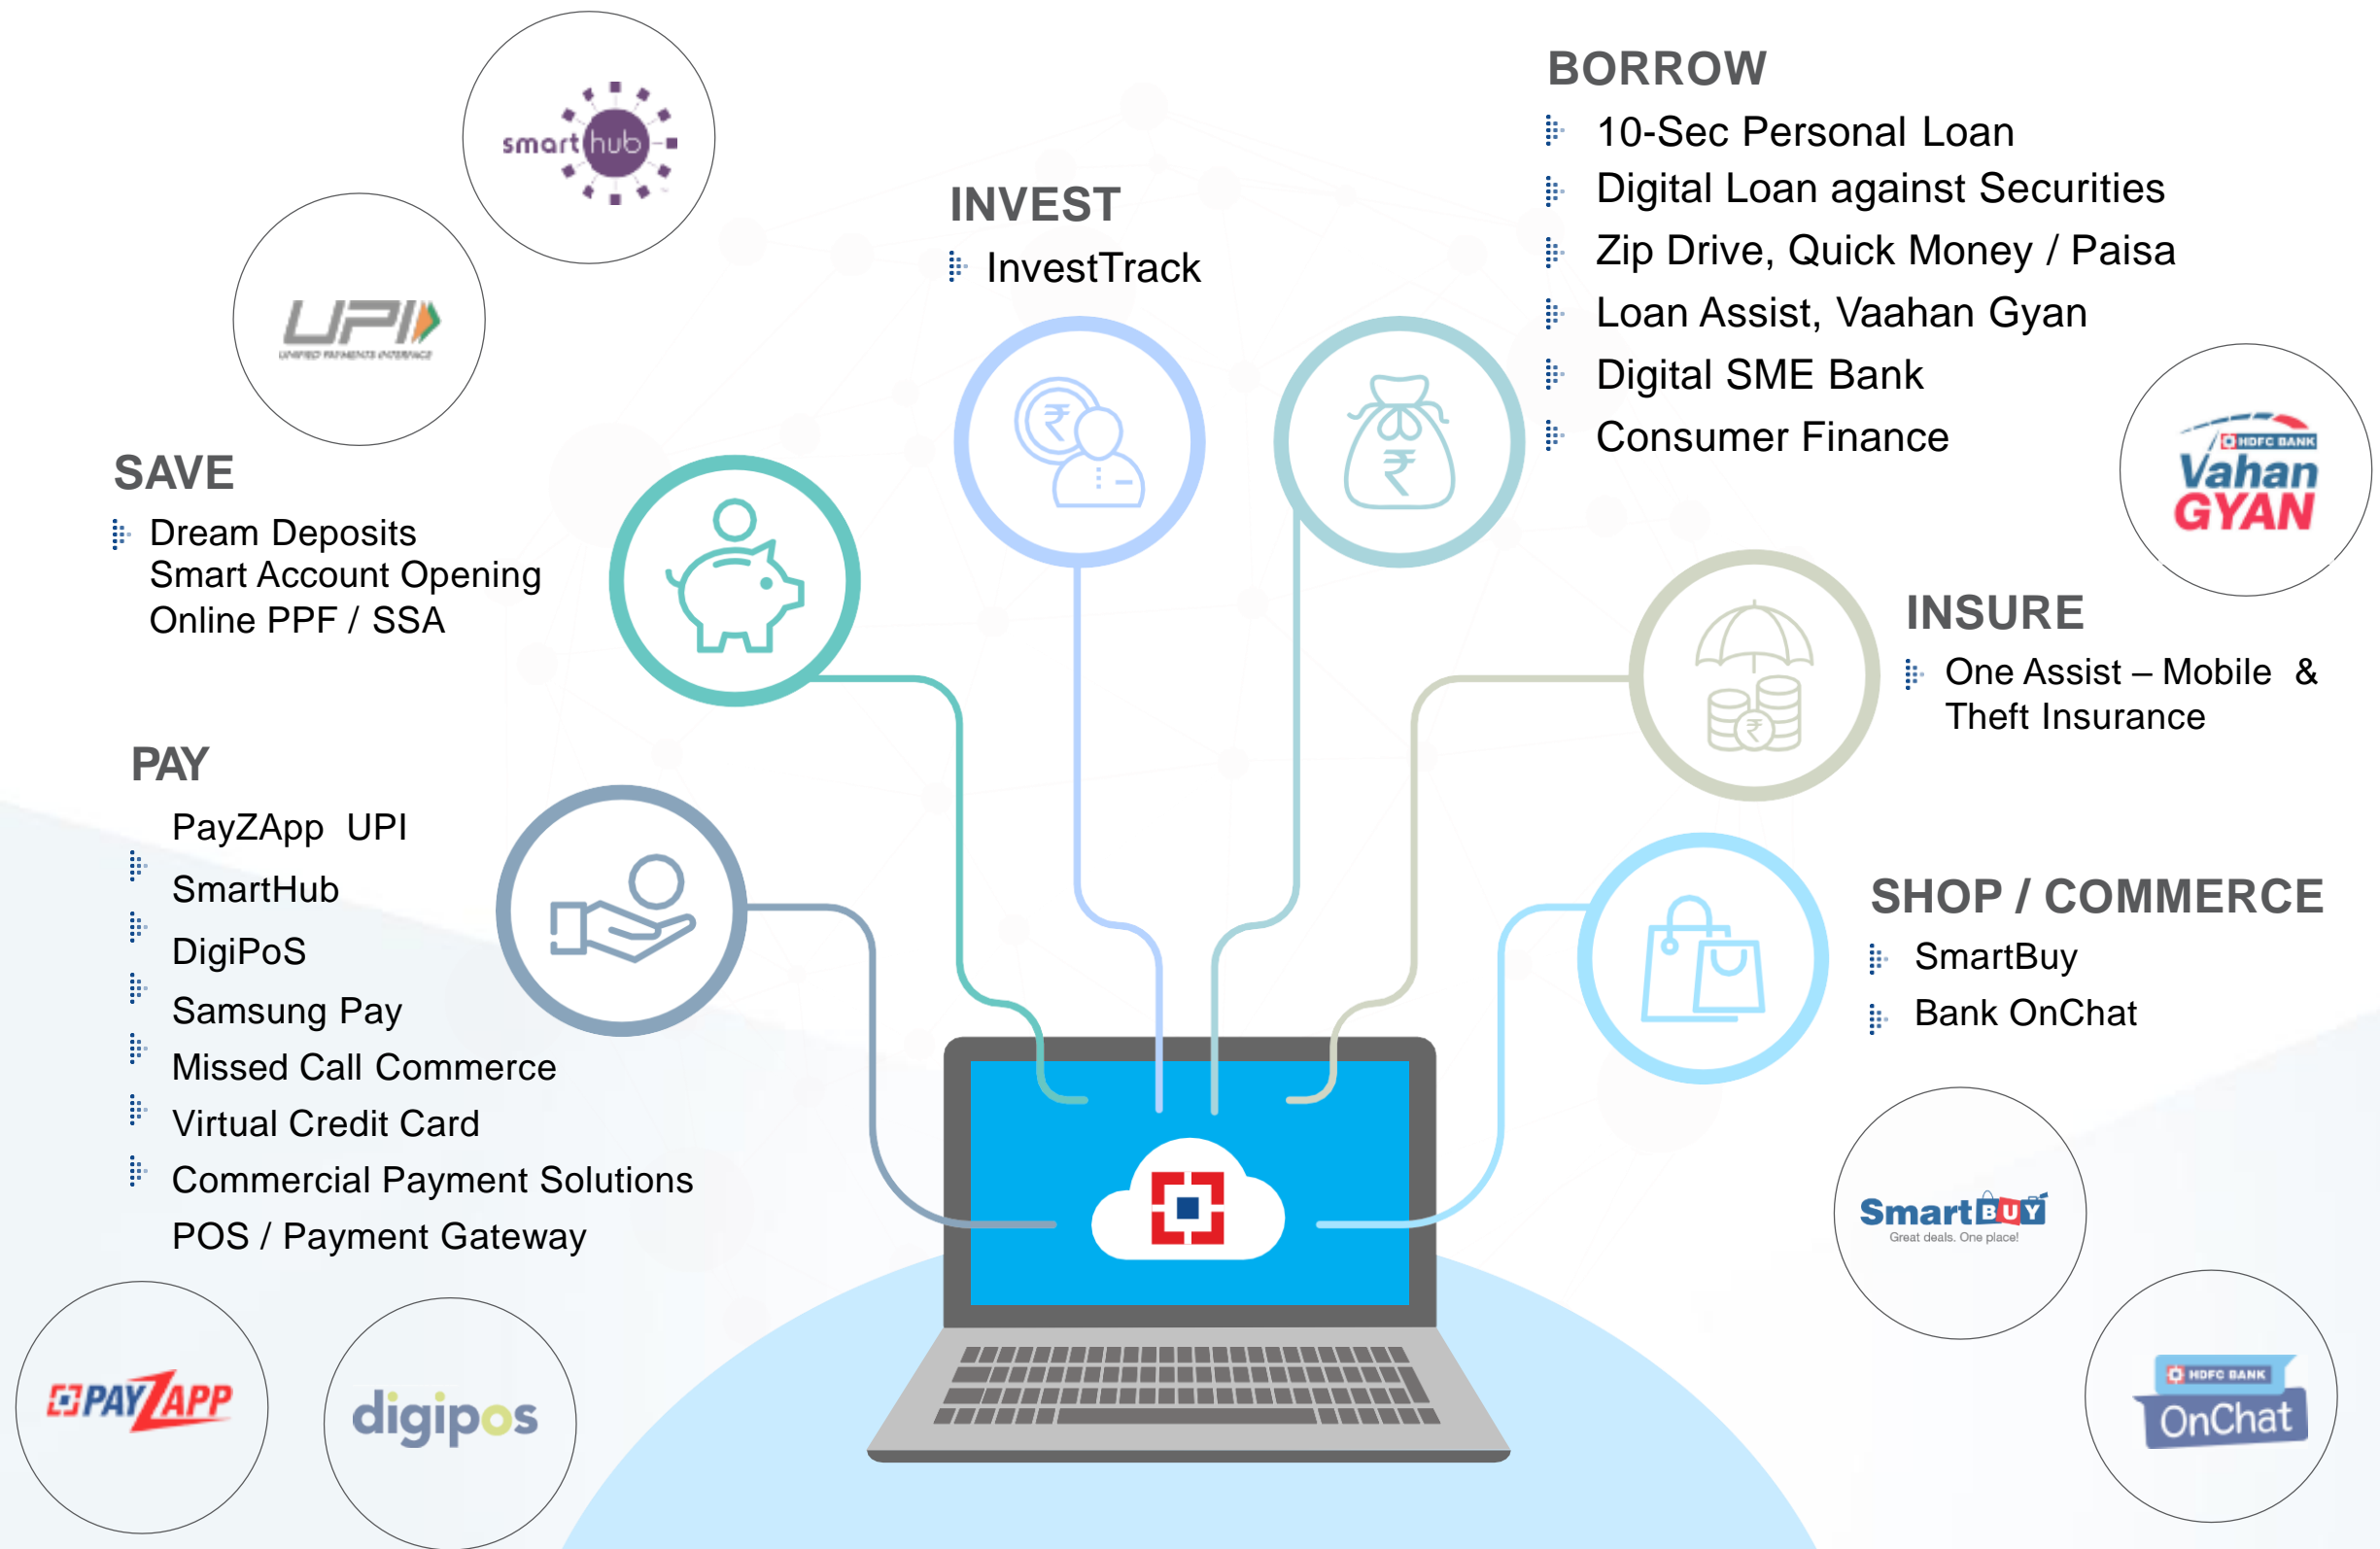 smart hub
UPI
UNIFIED PAYMENTS INTERFACE
SAVE
Dream Deposits
Smart Account Opening
Online PPF / SSA
PAY
PayZApp UPI
SmartHub
DigiPoS
Samsung Pay
Missed Call Commerce
Virtual Credit Card
Commercial Payment Solutions
POS / Payment Gateway
PAYZAPP
digipos
INVEST
InvestTrack
₹
₹
BORROW
10-Sec Personal Loan
Digital Loan against Securities
Zip Drive, Quick Money / Paisa
Loan Assist, Vaahan Gyan
Digital SME Bank
Consumer Finance
HDFC BANK
Vahan
GYAN
INSURE
One Assist – Mobile &
Theft Insurance
₹
SHOP / COMMERCE
SmartBuy
Bank OnChat
SmartBUY
Great deals. One place!
HDFC BANK
OnChat